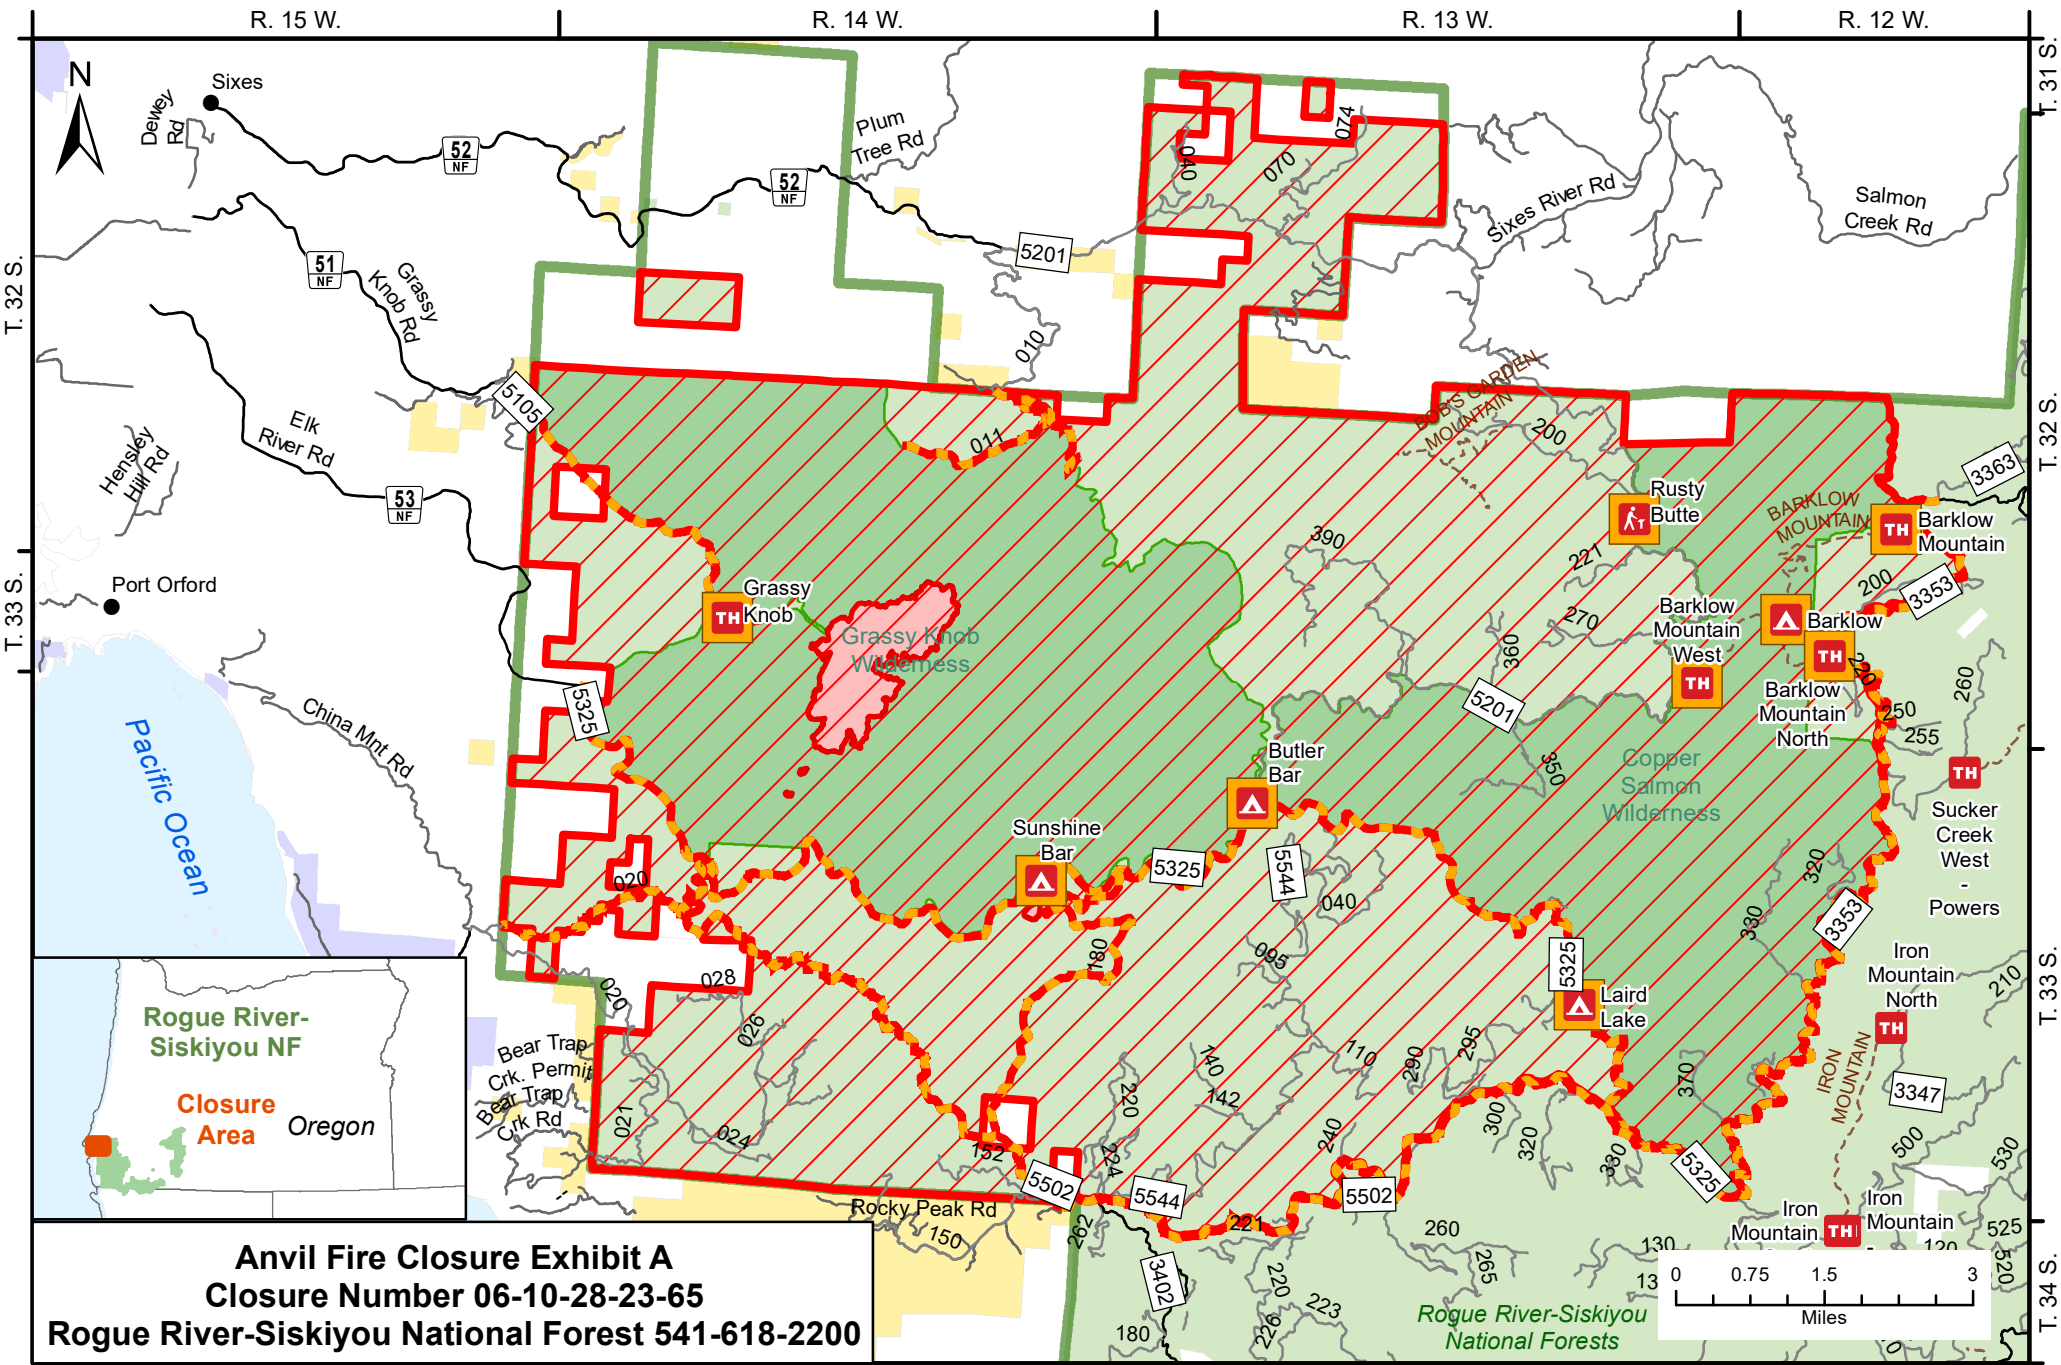 R. 15 W.
R. 14 W.
R. 13 W.
R. 12 W.
T. 31 S.
T. 32 S.
T. 32 S.
T. 33 S.
T. 33 S.
T. 34 S.
N
Sixes
Dewey
Rd
52
NF
52
NF
Plum
Tree Rd
5201
51
NF
Grassy
Knob Rd
010
040
070
074
Sixes River Rd
Salmon
Creek Rd
5105
Elk
River Rd
Hensley
Hill Rd
53
NF
011
BOB'S GARDEN
MOUNTAIN
200
3363
Rusty
Butte
BARKLOW
MOUNTAIN
TH
Barklow
Mountain
390
221
200
3353
Port Orford
TH
Grassy
Knob
Grassy Knob
Wilderness
270
360
Barklow
Mountain
West
TH
Barklow
TH
220
Barklow
Mountain
North
260
250
255
5325
5201
350
China Mnt Rd
Pacific Ocean
Butler
Bar
Copper
Salmon
Wilderness
TH
Sucker
Creek
West
-
Powers
Sunshine
Bar
5325
5544
040
320
330
3353
020
180
095
5325
Laird
Lake
Iron
Mountain
North
TH
210
028
020
026
021
024
Bear Trap
Crk. Permit
Bear Trap
Crk Rd
140
142
220
224
110
290
295
370
IRON
MOUNTAIN
3347
500
530
152
5502
5544
240
300
320
330
5325
5502
221
Rocky Peak Rd
150
262
3402
260
265
220
223
226
180
130
13
120
525
520
Iron
Mountain
TH
Iron
Mountain
-
Rogue River-Siskiyou
National Forests
0
0.75
1.5
3
Miles
Rogue River-
Siskiyou NF
Closure
Area
Oregon
Anvil Fire Closure Exhibit A
Closure Number 06-10-28-23-65
Rogue River-Siskiyou National Forest 541-618-2200